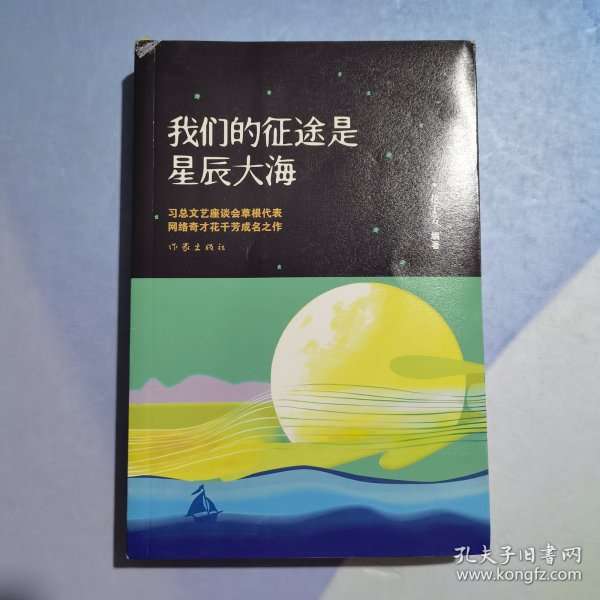 我们的征途是
星辰大海
习总文艺座谈会草根代表
网络奇才花千芳成名之作
作家出版社
编著
孔夫子旧书网
www.kongfz.com